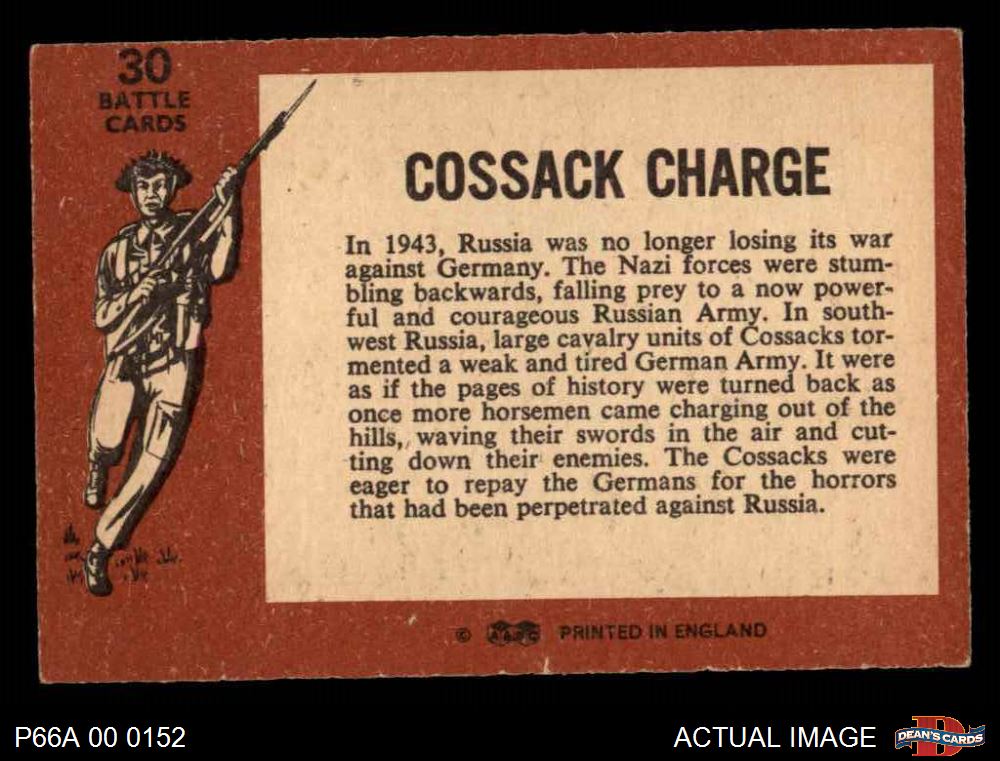 30
BATTLE
CARDS
COSSACK CHARGE
In 1943, Russia was no longer losing its war
against Germany. The Nazi forces were stum-
bling backwards, falling prey to a now power-
ful and courageous Russian Army. In south-
west Russia, large cavalry units of Cossacks tor-
mented a weak and tired German Army. It were
as if the pages of history were turned back as
once more horsemen came charging out of the
hills, waving their swords in the air and cut-
ting down their enemies. The Cossacks were
eager to repay the Germans for the horrors
that had been perpetrated against Russia.
© A&BC PRINTED IN ENGLAND
P66A 00 0152
ACTUAL IMAGE
DEAN'S CARDS